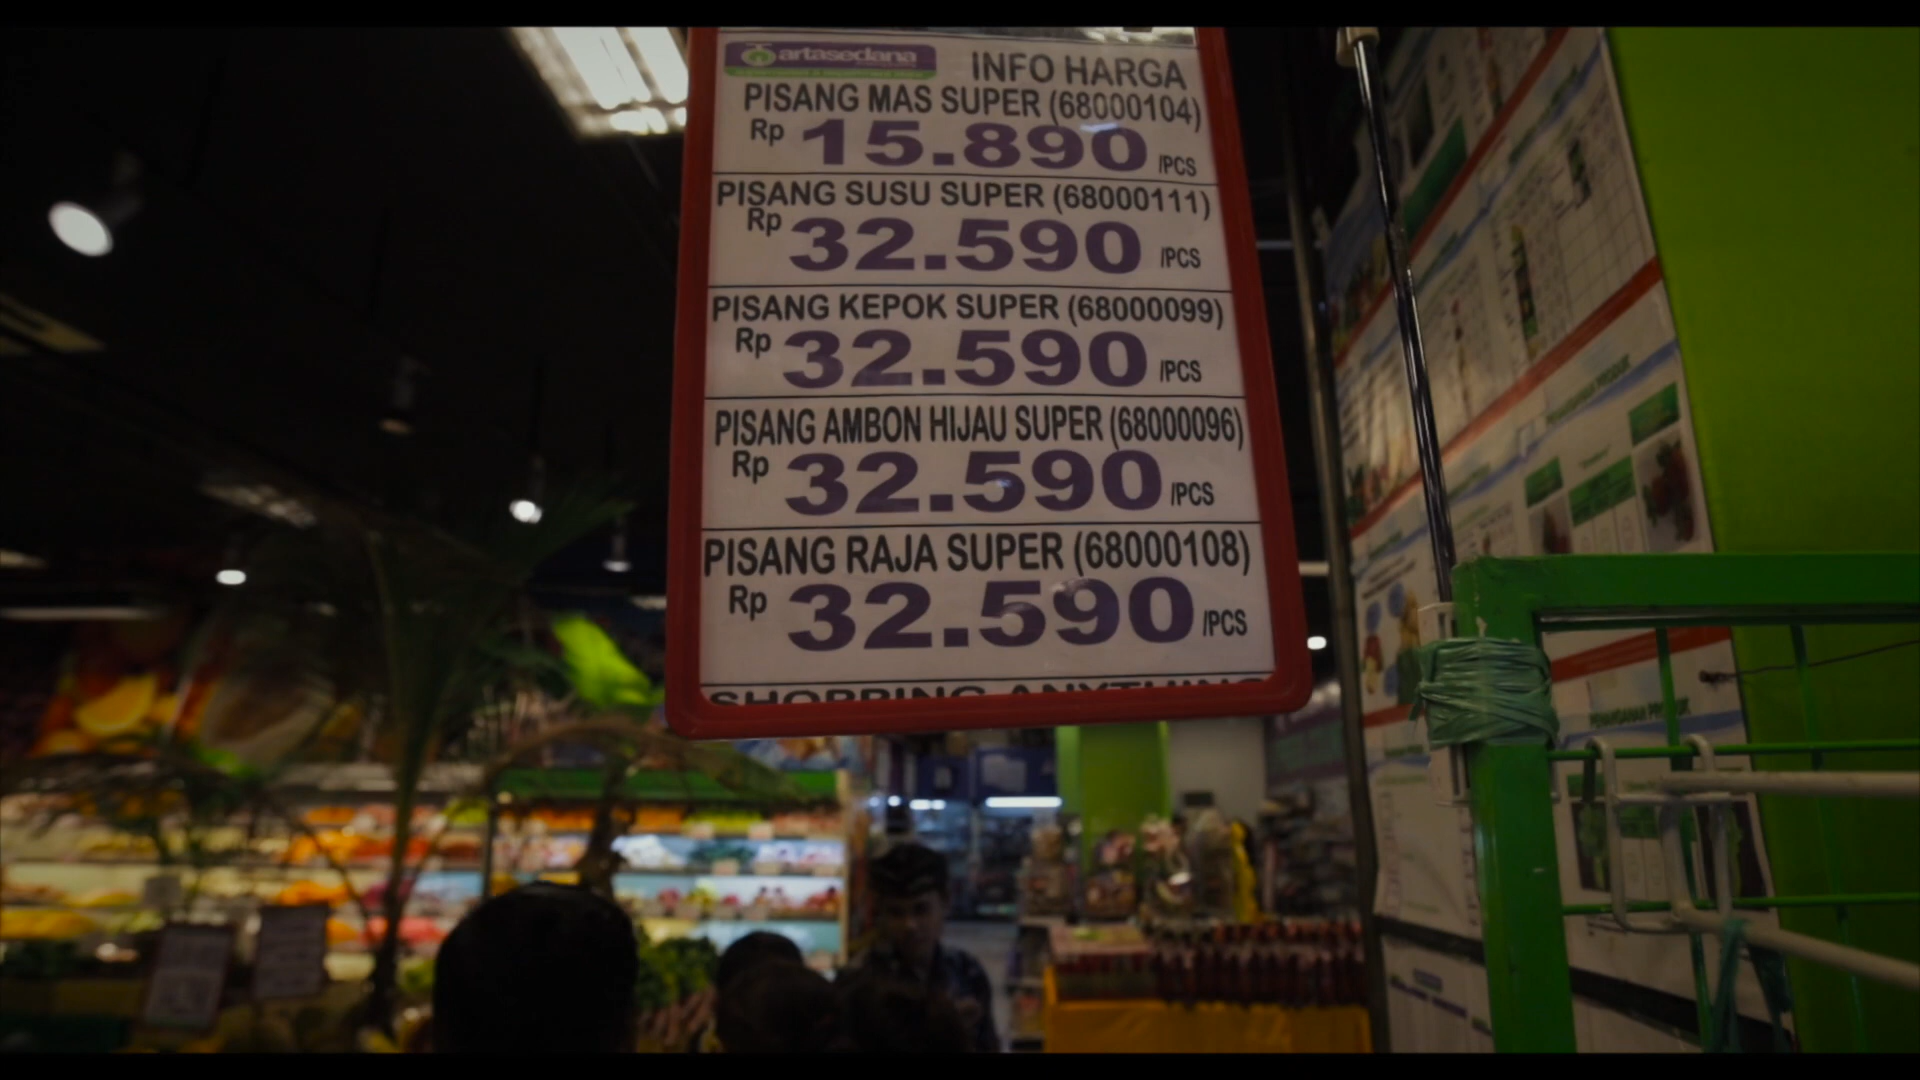 artasedana
INFO HARGA
PISANG MAS SUPER (68000104)
Rp 15.890 /PCS
PISANG SUSU SUPER (68000111)
Rp 32.590 /PCS
PISANG KEPOK SUPER (68000099)
Rp 32.590 /PCS
PISANG AMBON HIJAU SUPER (68000096)
Rp 32.590 /PCS
PISANG RAJA SUPER (68000108)
Rp 32.590 /PCS
SHOPPING ANYTHING